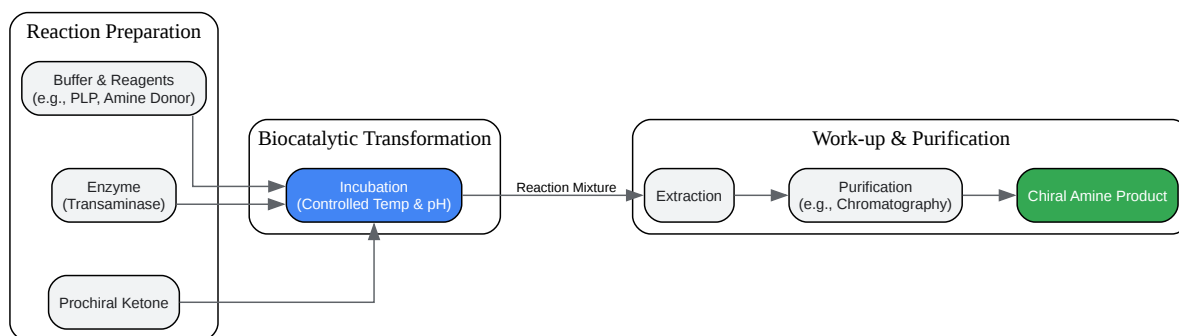 Reaction Preparation
Buffer & Reagents
(e.g., PLP, Amine Donor)
Enzyme
(Transaminase)
Prochiral Ketone
Biocatalytic Transformation
Incubation
(Controlled Temp & pH)
Reaction Mixture
Work-up & Purification
Extraction
Purification
(e.g., Chromatography)
Chiral Amine Product